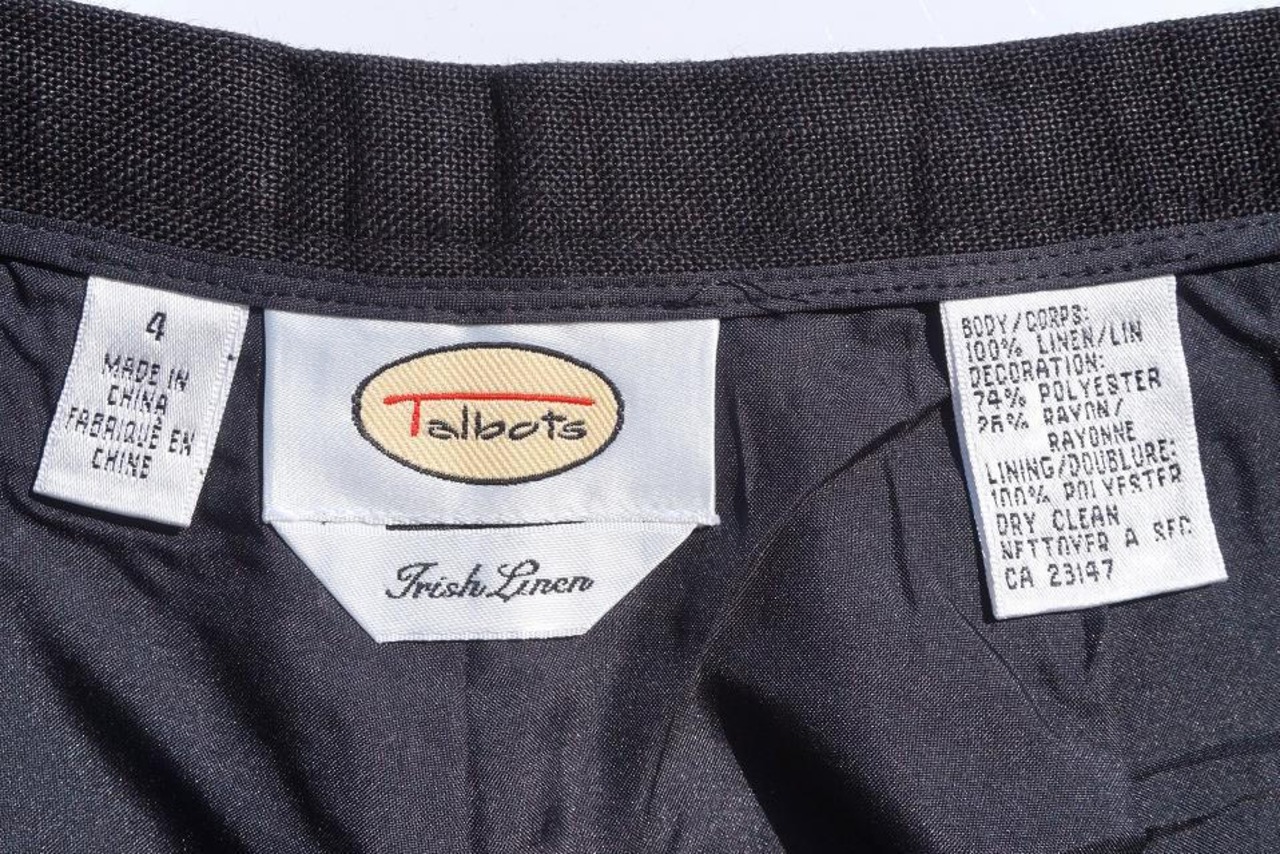 4
MADE IN
CHINA
FABRIQUÉ EN
CHINE
Talbots
Irish Linen
BODY/CORPS:
100% LINEN/LIN
DECORATION:
74% POLYESTER
26% RAYON/
RAYONNE
LINING/DOUBLURE:
100% POLYESTER
DRY CLEAN
NETTOYER A SEC
CA 23147